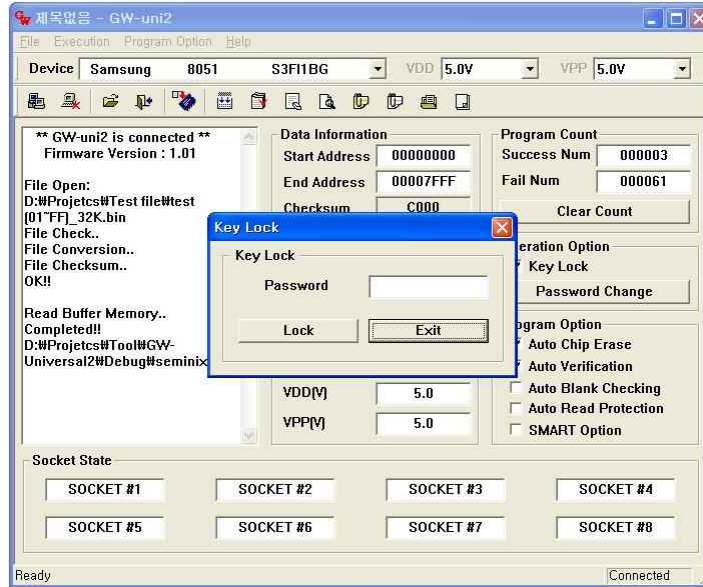 제목없음 - GW-uni2
File Execution Program Option Help
Device Samsung 8051 S3FI1BG VDD 5.0V VPP 5.0V
** GW-uni2 is connected **
Firmware Version : 1.01
File Open:
D:₩Projetcs₩Test file₩test
(01~FF)_32K.bin
File Check..
File Conversion..
File Checksum..
OK!!
Read Buffer Memory..
Completed!!
D:₩Projetcs₩Tool₩GW-
Universal2₩Debug₩seminix
Data Information
Start Address 00000000
End Address 00007FFF
Checksum C000
VDD(V) 5.0
VPP(V) 5.0
Program Count
Success Num 000003
Fail Num 000061
Clear Count
Option
Key Lock
Password Change
Option
Auto Chip Erase
Auto Verification
Auto Blank Checking
Auto Read Protection
SMART Option
Key Lock
Key Lock
Password
Lock Exit
Socket State
SOCKET #1 SOCKET #2 SOCKET #3 SOCKET #4
SOCKET #5 SOCKET #6 SOCKET #7 SOCKET #8
Ready Connected